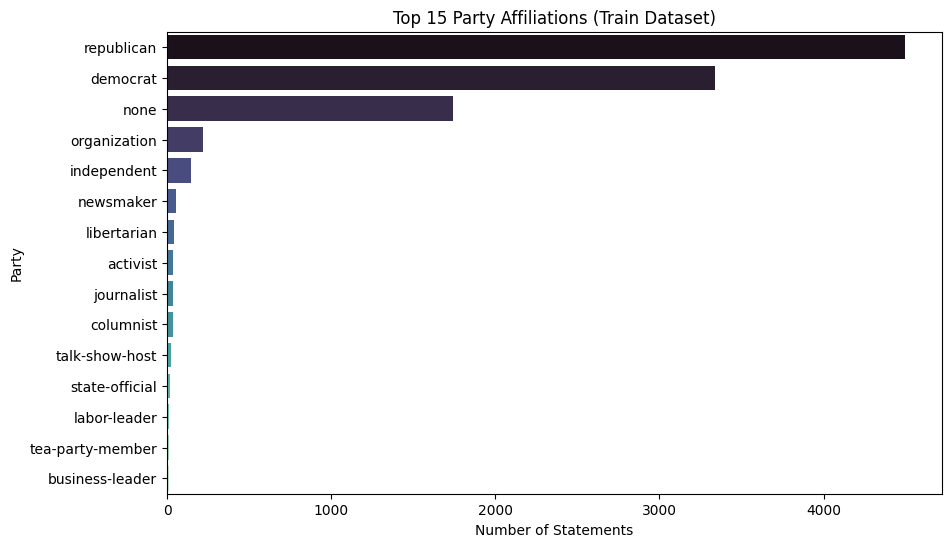 Top 15 Party Affiliations (Train Dataset)
Party
republican
democrat
none
organization
independent
newsmaker
libertarian
activist
journalist
columnist
talk-show-host
state-official
labor-leader
tea-party-member
business-leader
0 1000 2000 3000 4000
Number of Statements